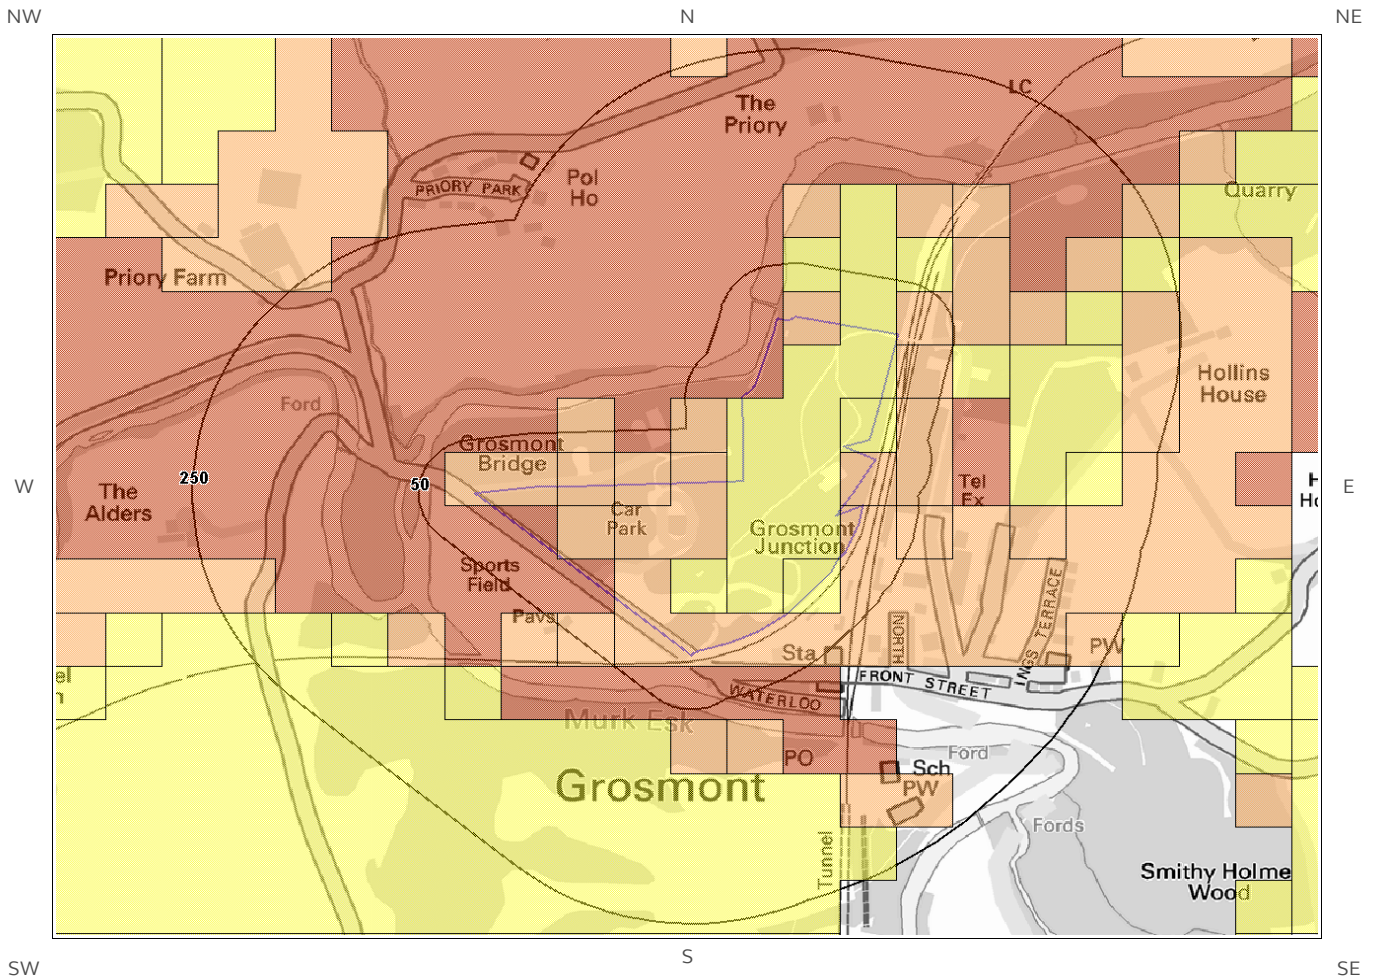 NW
N
NE
LC
The
Priory
Pol
Ho
PRIORY PARK
Quarry
Priory Farm
Hollins
House
Ford
Grosmont
Bridge
W
250
50
Tel
Ex
H
Ho
E
The
Alders
Car
Park
Grosmont
Junction
Sports
Field
Pavs
TERRACE
INGS
NORTH
Sta
PW
el
n
FRONT STREET
WATERLOO
Murk Esk
Ford
PO
Sch
PW
Grosmont
Fords
Tunnel
Smithy Holme
Wood
SW
S
SE